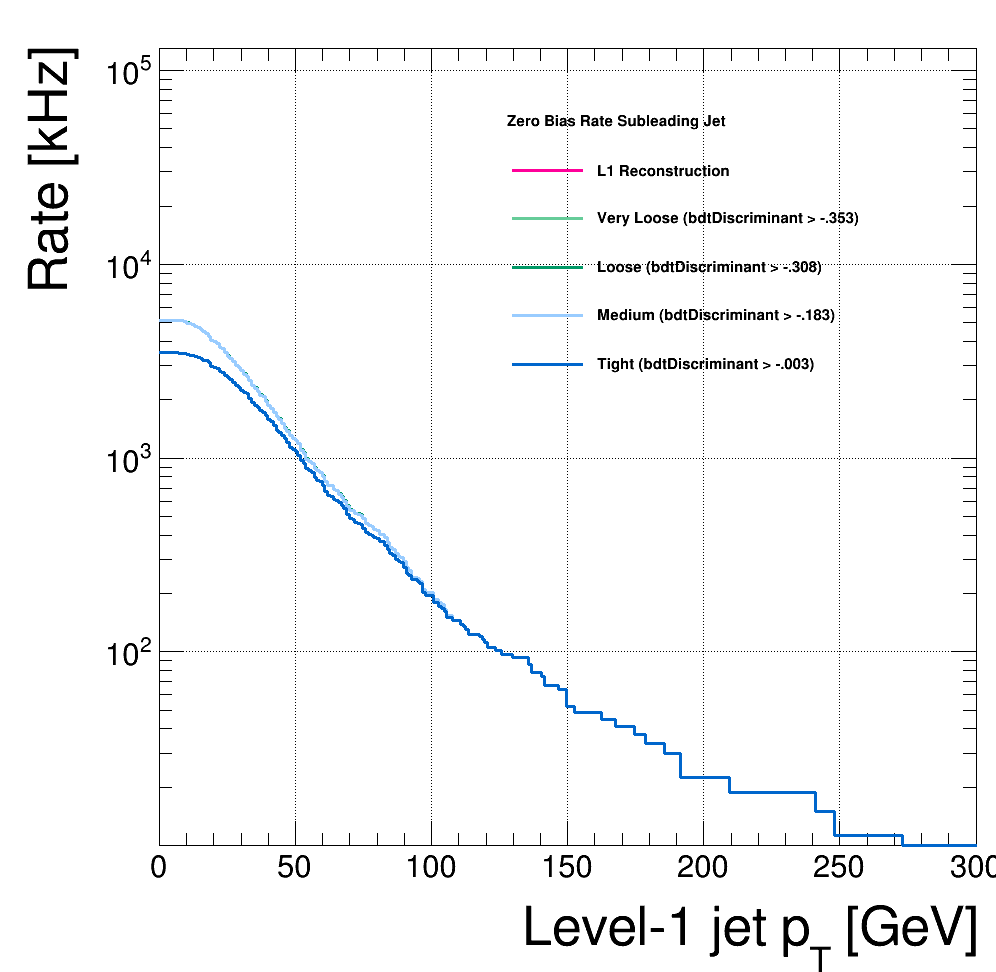 Rate [kHz]
10^5
10^4
10^3
10^2
Zero Bias Rate Subleading Jet
L1 Reconstruction
Very Loose (bdtDiscriminant > -.353)
Loose (bdtDiscriminant > -.308)
Medium (bdtDiscriminant > -.183)
Tight (bdtDiscriminant > -.003)
0 50 100 150 200 250 300
Level-1 jet p_T [GeV]